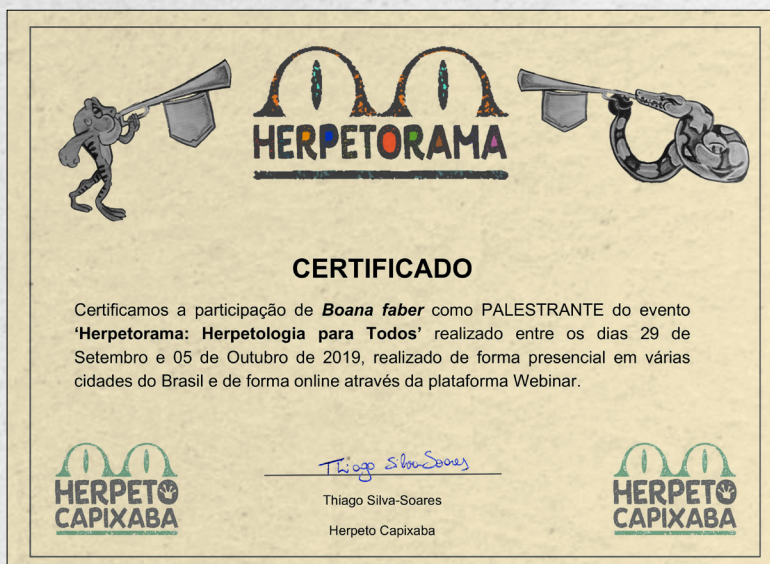 HERPETORAMA
CERTIFICADO
Certificamos a participação de Boana faber como PALESTRANTE do evento
'Herpetorama: Herpetologia para Todos' realizado entre os dias 29 de
Setembro e 05 de Outubro de 2019, realizado de forma presencial em várias
cidades do Brasil e de forma online através da plataforma Webinar.
Thiago Silva-Soares
Thiago Silva-Soares
Herpeto Capixaba
HERPETO
CAPIXABA
HERPETO
CAPIXABA